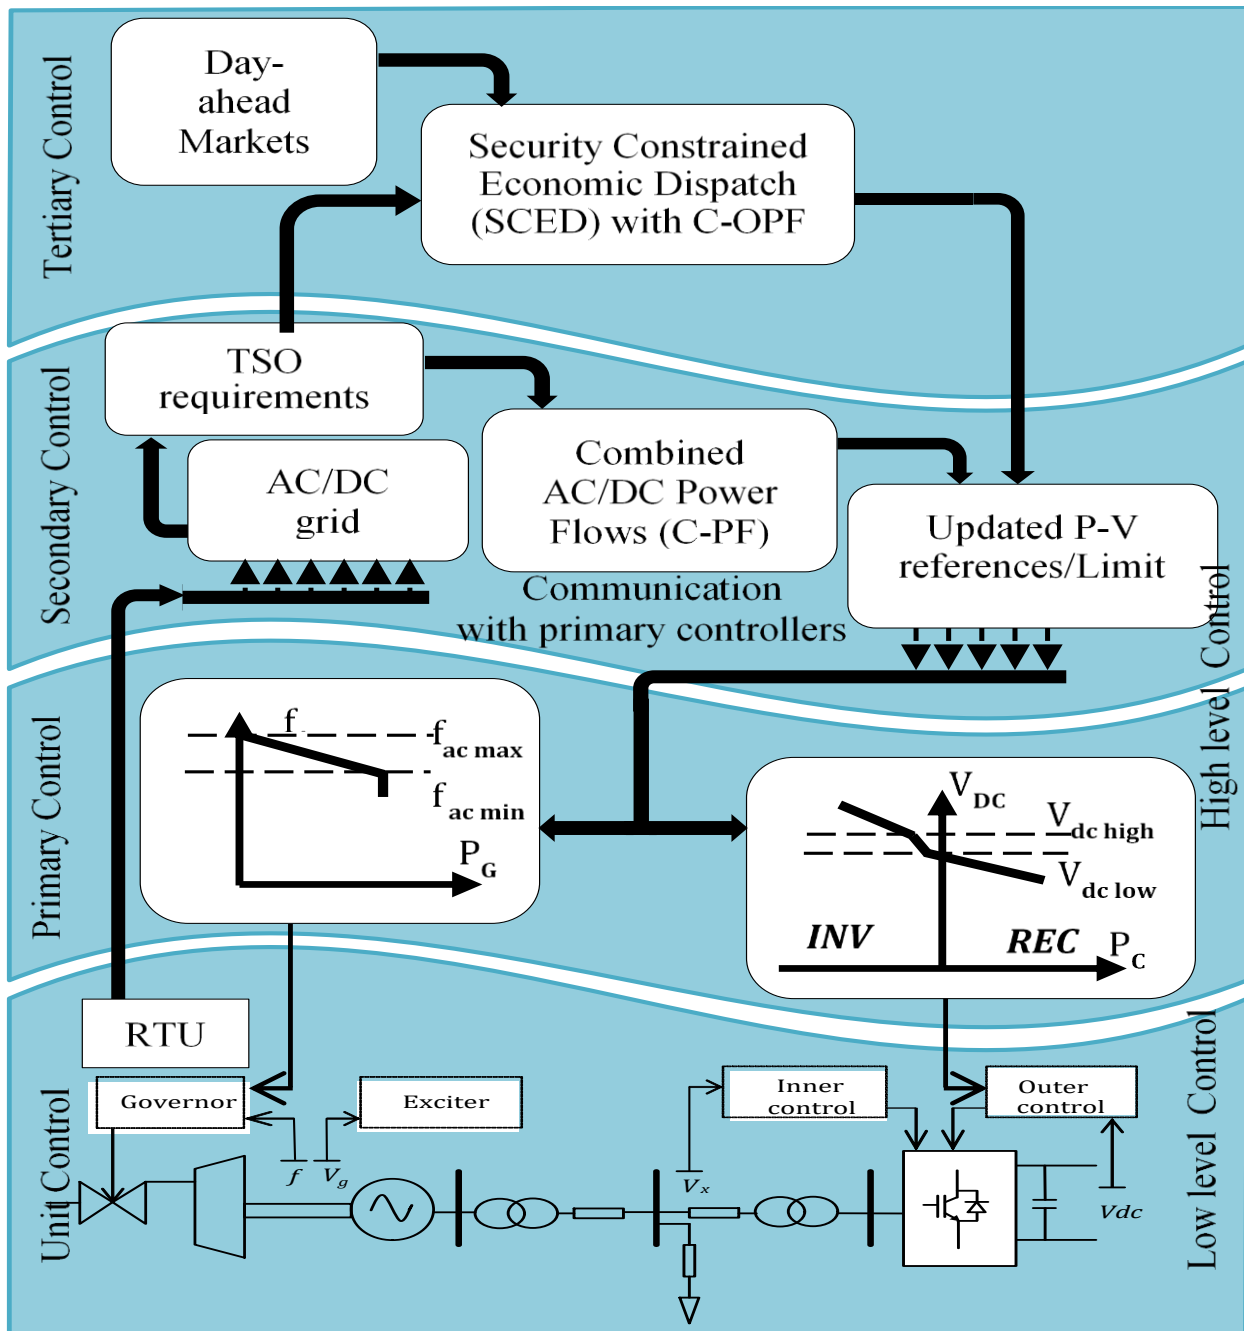 Tertiary Control
Day-
ahead
Markets
Security Constrained
Economic Dispatch
(SCED) with C-OPF
Secondary Control
TSO
requirements
AC/DC
grid
Combined
AC/DC Power
Flows (C-PF)
Updated P-V
references/Limit
Communication
with primary controllers
High level Control
Primary Control
f
f ac max
f ac min
P G
V DC
V dc high
V dc low
INV
REC
P C
Low level Control
Unit Control
RTU
Governor
Exciter
Inner
control
Outer
control
f
Vg
Vx
Vdc